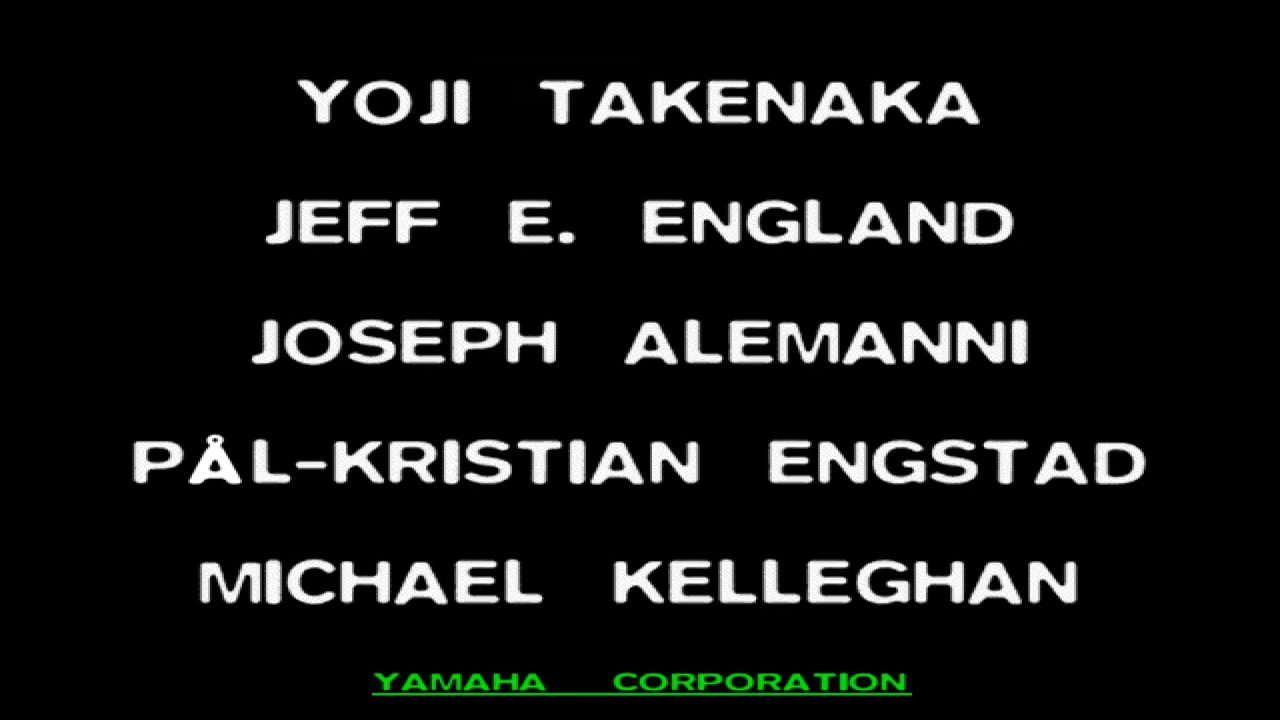 YOJI TAKENAKA
JEFF E. ENGLAND
JOSEPH ALEMANNI
PÅL-KRISTIAN ENGSTAD
MICHAEL KELLEGHAN
YAMAHA CORPORATION